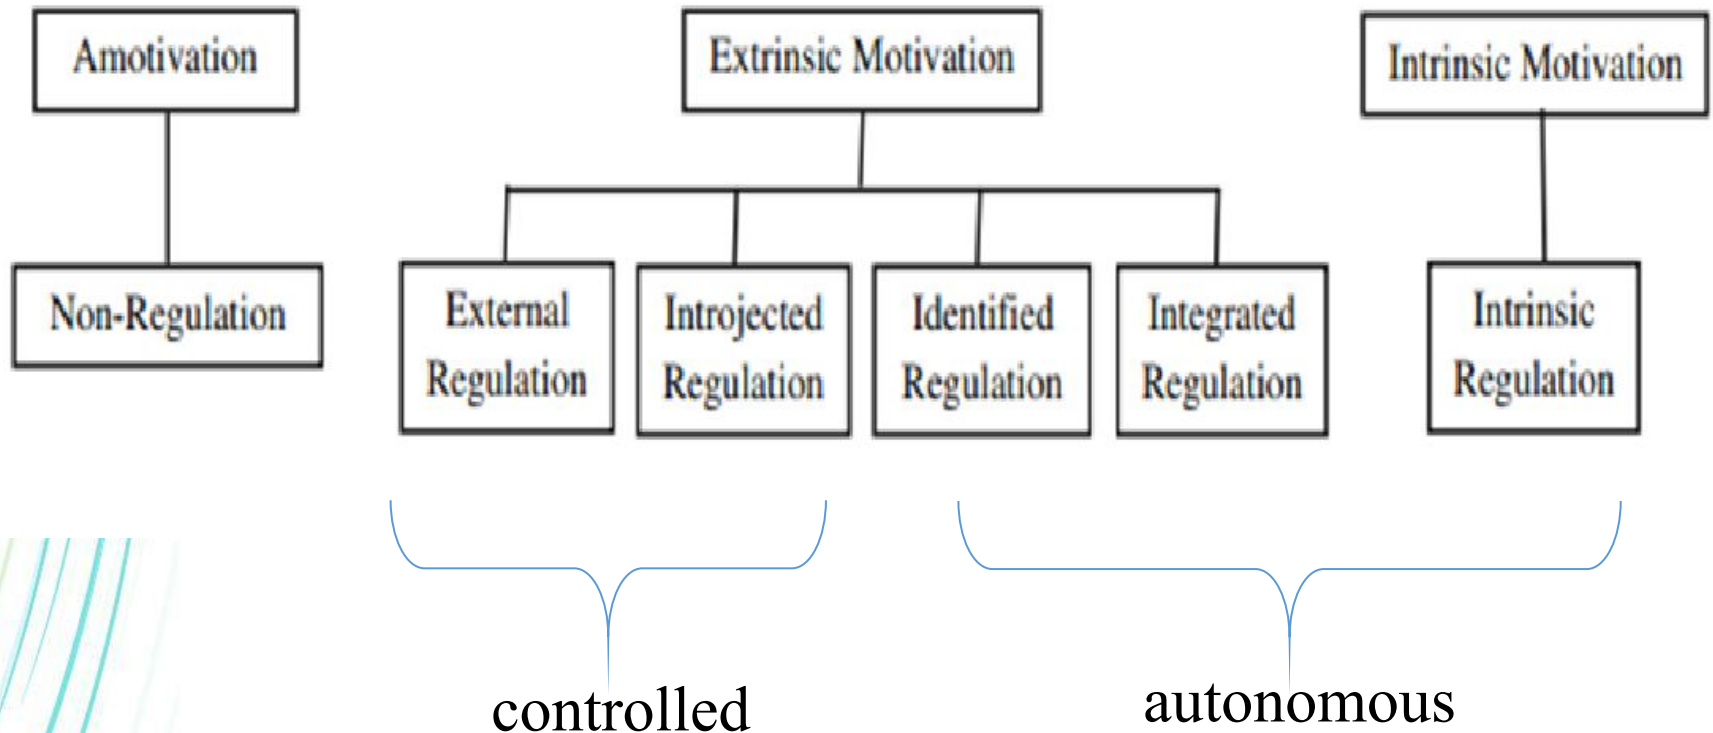 Amotivation
Extrinsic Motivation
Intrinsic Motivation
Non-Regulation
External
Regulation
Introjected
Regulation
Identified
Regulation
Integrated
Regulation
Intrinsic
Regulation
controlled
autonomous